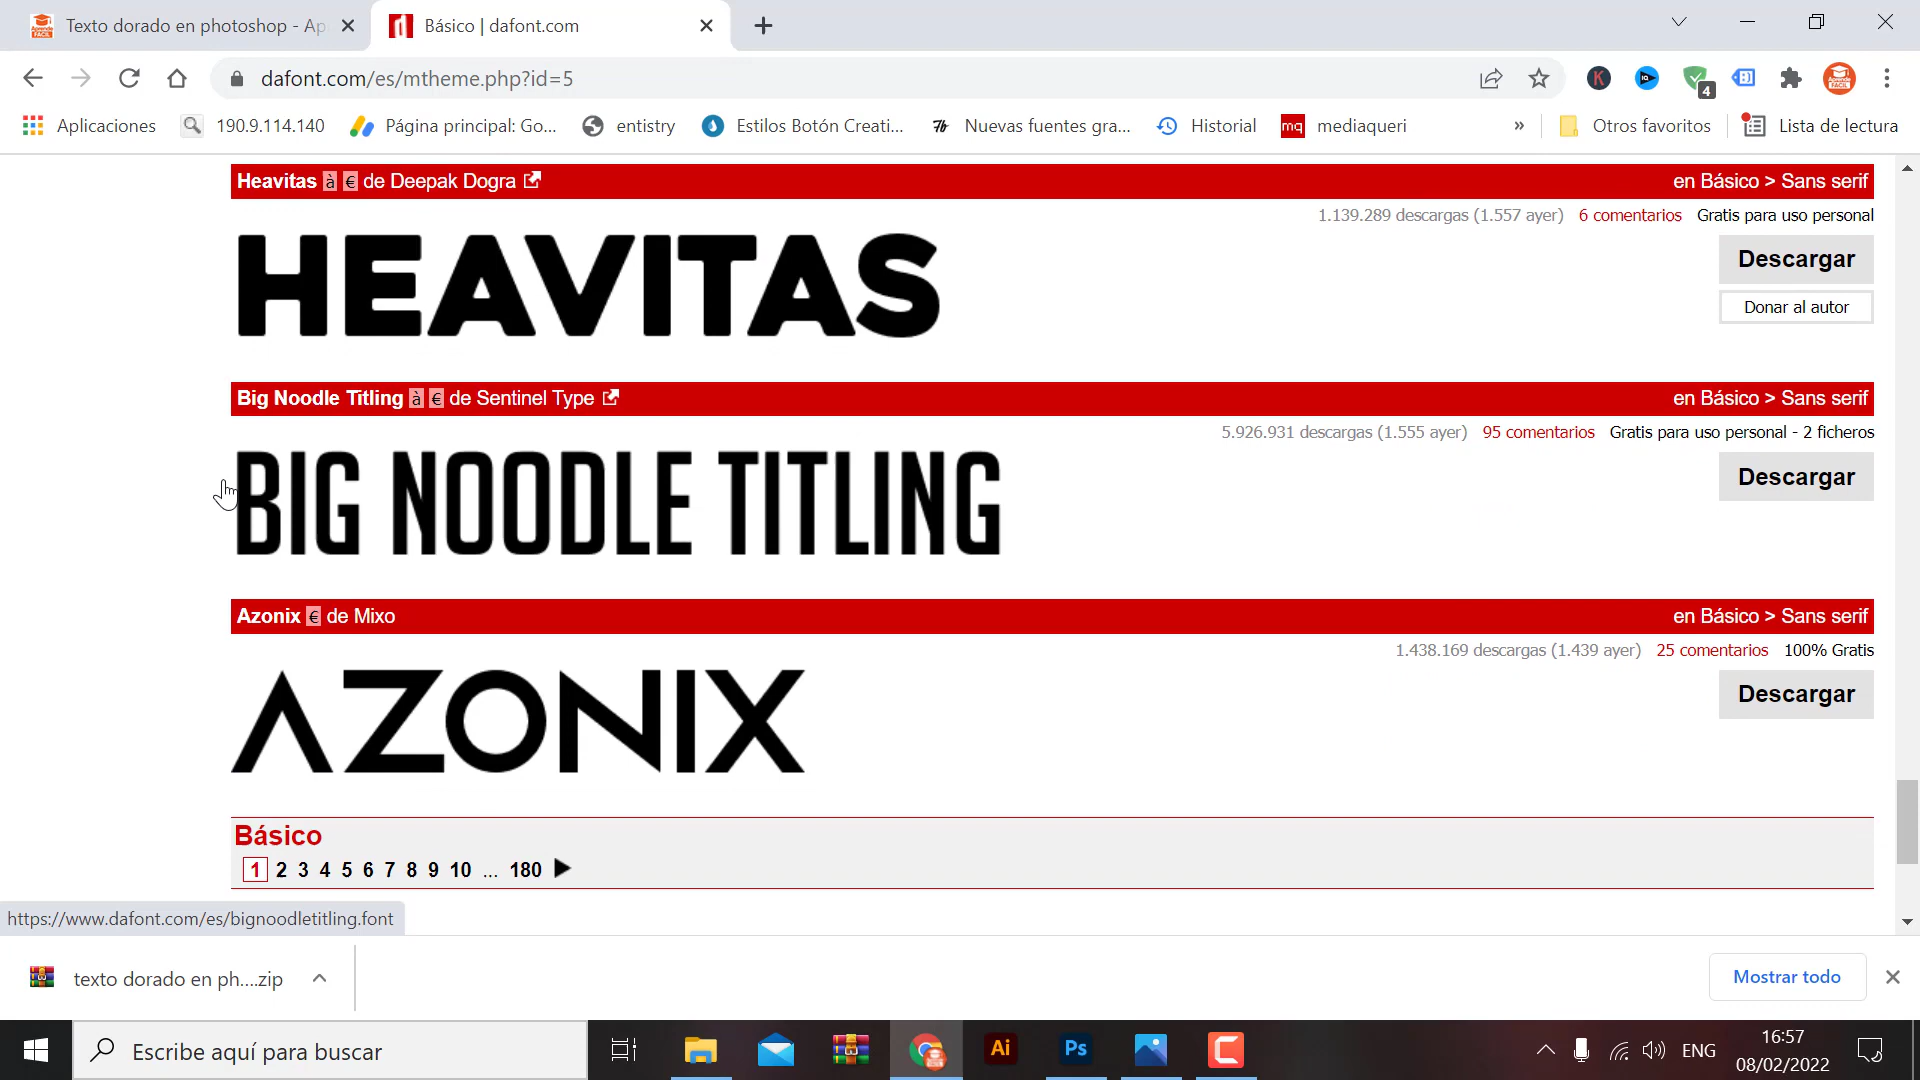 Texto dorado en photoshop - Ap
Básico | dafont.com
dafont.com/es/mtheme.php?id=5
4
Aplicaciones
190.9.114.140
Página principal: Go...
entistry
Estilos Botón Creati...
Nuevas fuentes gra...
Historial
mq mediaqueri
»
Otros favoritos
Lista de lectura
Heavitas à € de Deepak Dogra
en Básico > Sans serif
1.139.289 descargas (1.557 ayer) 6 comentarios Gratis para uso personal
HEAVITAS
Descargar
Donar al autor
Big Noodle Titling à € de Sentinel Type
en Básico > Sans serif
5.926.931 descargas (1.555 ayer) 95 comentarios Gratis para uso personal - 2 ficheros
BIG NOODLE TITLING
Descargar
Azonix € de Mixo
en Básico > Sans serif
1.438.169 descargas (1.439 ayer) 25 comentarios 100% Gratis
AZONIX
Descargar
Básico
1 2 3 4 5 6 7 8 9 10 ... 180
https://www.dafont.com/es/bignoodletitling.font
texto dorado en ph....zip
Mostrar todo
Escribe aquí para buscar
Ai
Ps
ENG
16:57
08/02/2022